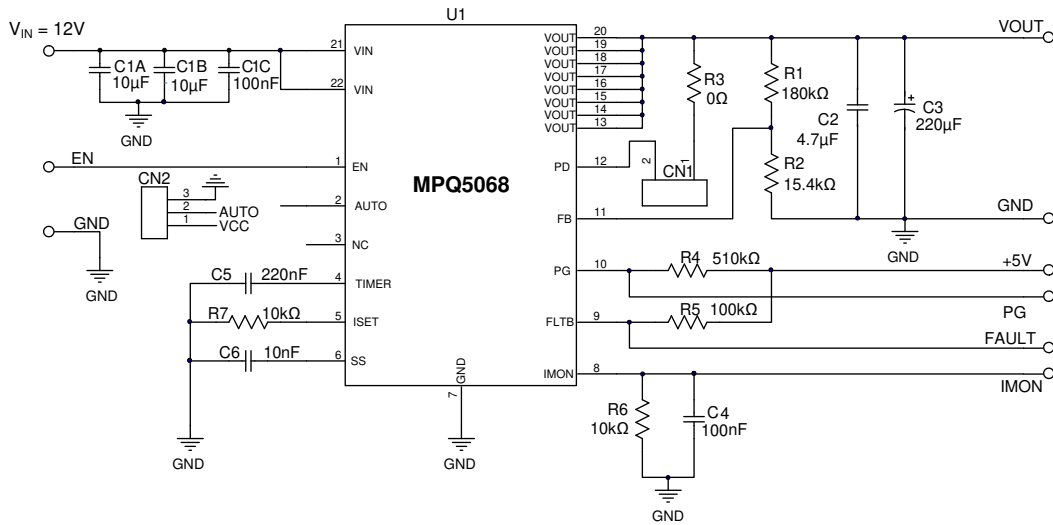 U1
V_IN = 12V
C1A
10µF
C1B
10µF
C1C
100nF
GND
21
VIN
22
VIN
EN
1
EN
CN2
3
2
AUTO
1
VCC
2
AUTO
3
NC
GND
GND
C5
220nF
4
TIMER
R7
10kΩ
5
ISET
C6
10nF
6
SS
GND
MPQ5068
GND
7
GND
VOUT
20
VOUT
19
VOUT
18
VOUT
17
VOUT
16
VOUT
15
VOUT
14
VOUT
13
PD
12
FB
11
PG
10
FLTB
9
IMON
8
R3
0Ω
2
1
CN1
R1
180kΩ
R2
15.4kΩ
C2
4.7µF
+
C3
220µF
VOUT
GND
GND
R4
510kΩ
+5V
R5
100kΩ
PG
FAULT
IMON
R6
10kΩ
C4
100nF
GND